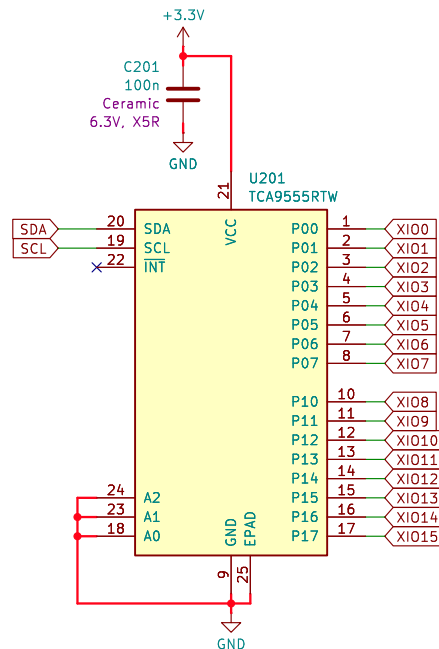 +3.3V
C201
100n
Ceramic
6.3V, X5R
GND
U201
TCA9555RTW
21
VCC
SDA 20 SDA P00 1 XIO0
SCL 19 SCL P01 2 XIO1
22 INT P02 3 XIO2
P03 4 XIO3
P04 5 XIO4
P05 6 XIO5
P06 7 XIO6
P07 8 XIO7
P10 10 XIO8
P11 11 XIO9
P12 12 XIO10
P13 13 XIO11
P14 14 XIO12
24 A2 P15 15 XIO13
23 A1 P16 16 XIO14
18 A0 P17 17 XIO15
GND EPAD
9 25
GND